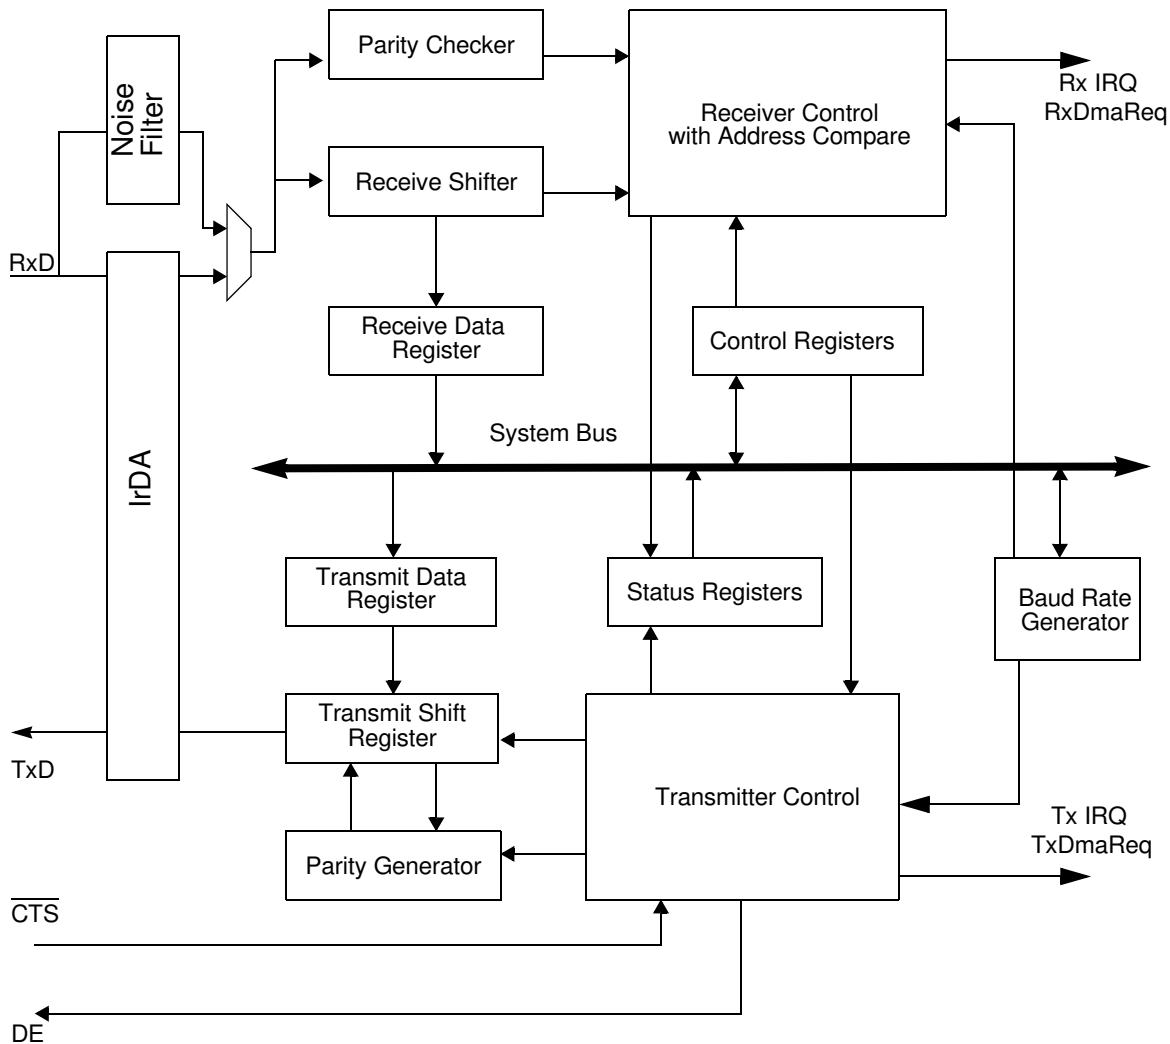 Parity Checker
Noise
Filter
Rx IRQ
RxDmaReq
Receiver Control
with Address Compare
Receive Shifter
RxD
Receive Data
Register
Control Registers
System Bus
IrDA
Transmit Data
Register
Status Registers
Baud Rate
Generator
Transmit Shift
Register
TxD
Transmitter Control
Tx IRQ
TxDmaReq
Parity Generator
CTS
DE